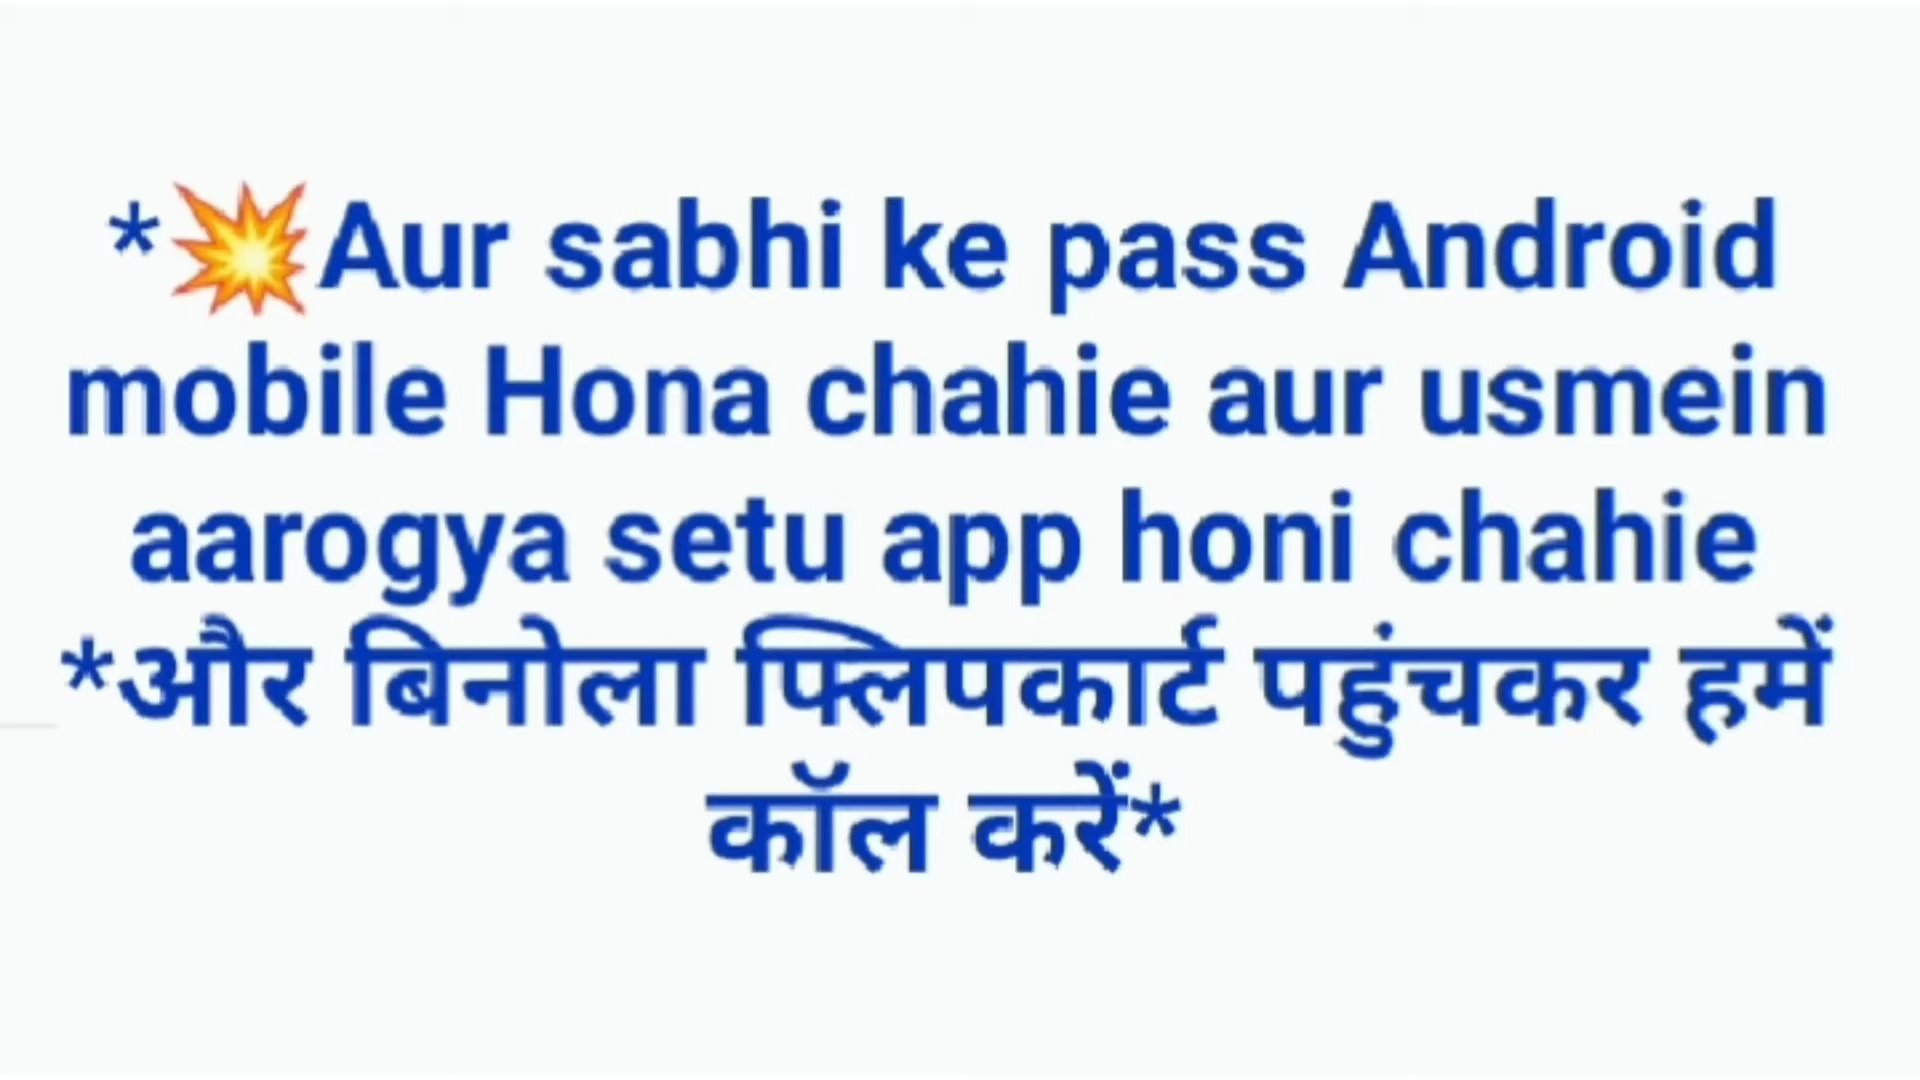 *💥Aur sabhi ke pass Android
mobile Hona chahie aur usmein
aarogya setu app honi chahie
*और बिनोला फ्लिपकार्ट पहुंचकर हमें
कॉल करें*